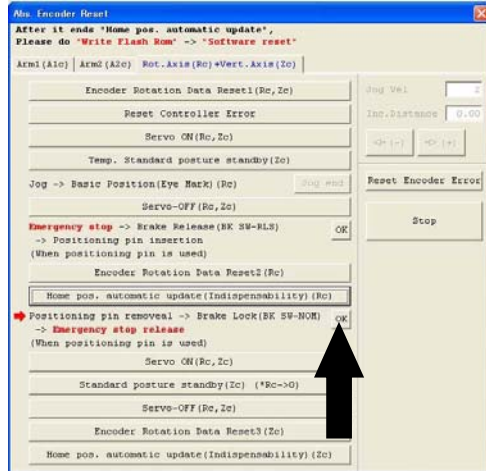 Abs. Encoder Reset
After it ends "Home pos. automatic update",
Please do "Write Flash Rom" -> "Software reset"
Arm1(A1c) Arm2(A2c) Rot.Axis(Rc)+Vert.Axis(Zc)
Encoder Rotation Data Reset1(Rc,Zc)
Reset Controller Error
Servo ON(Rc,Zc)
Temp. Standard posture standby(Zc)
Jog -> Basic Position(Eye Mark)(Rc) Jog end
Servo-OFF(Rc,Zc)
Emergency stop -> Brake Release(BK SW-RLS) OK
-> Positioning pin insertion
(When positioning pin is used)
Encoder Rotation Data Reset2(Rc)
Home pos. automatic update(Indispensability)(Rc)
Positioning pin removeal -> Brake Lock(BK SW-NOM) OK
-> Emergency stop release
(When positioning pin is used)
Servo ON(Rc,Zc)
Standard posture standby(Zc) (*Rc->0)
Servo-OFF(Rc,Zc)
Encoder Rotation Data Reset3(Zc)
Home pos. automatic update(Indispensability)(Zc)
Jog Vel 2
Inc.Distance 0.00
<J> (-) <J> (+)
Reset Encoder Error
Stop